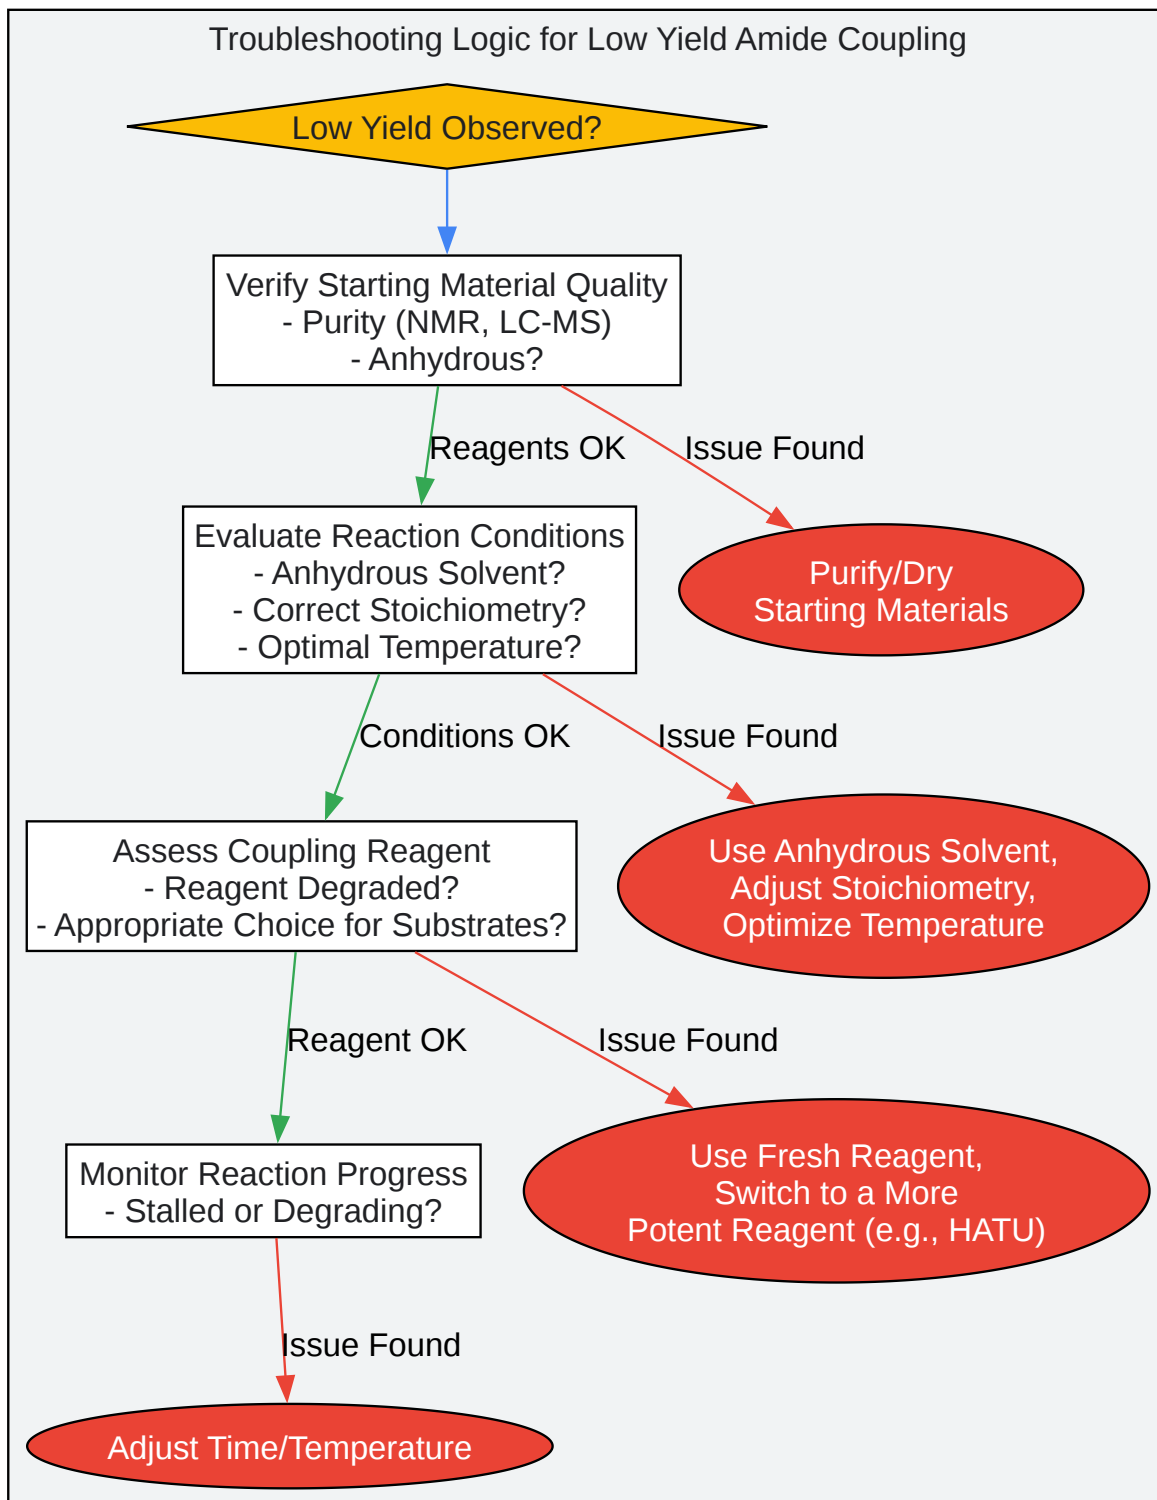 Troubleshooting Logic for Low Yield Amide Coupling
Low Yield Observed?
Verify Starting Material Quality
- Purity (NMR, LC-MS)
- Anhydrous?
Reagents OK
Issue Found
Evaluate Reaction Conditions
- Anhydrous Solvent?
- Correct Stoichiometry?
- Optimal Temperature?
Purify/Dry
Starting Materials
Conditions OK
Issue Found
Assess Coupling Reagent
- Reagent Degraded?
- Appropriate Choice for Substrates?
Use Anhydrous Solvent,
Adjust Stoichiometry,
Optimize Temperature
Reagent OK
Issue Found
Monitor Reaction Progress
- Stalled or Degrading?
Use Fresh Reagent,
Switch to a More
Potent Reagent (e.g., HATU)
Issue Found
Adjust Time/Temperature